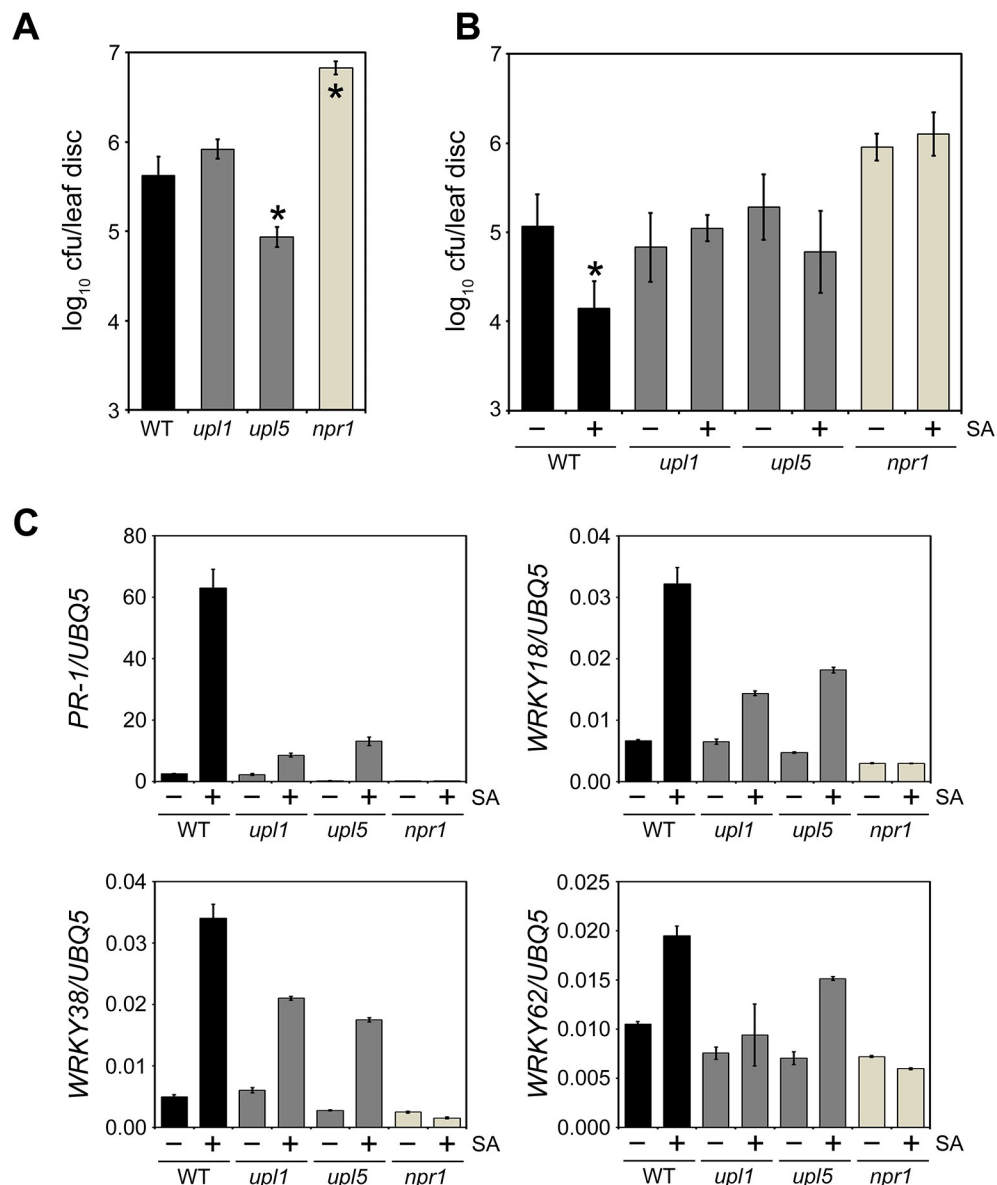 A
log10 cfu/leaf disc
7
6
5
4
3
*
*
WT upl1 upl5 npr1
B
log10 cfu/leaf disc
7
6
5
4
3
*
− + − + − + − + SA
WT upl1 upl5 npr1
C
PR-1/UBQ5
80
60
40
20
0
− + − + − + − + SA
WT upl1 upl5 npr1
WRKY18/UBQ5
0.04
0.03
0.02
0.01
0.00
− + − + − + − + SA
WT upl1 upl5 npr1
WRKY38/UBQ5
0.04
0.03
0.02
0.01
0.00
− + − + − + − + SA
WT upl1 upl5 npr1
WRKY62/UBQ5
0.025
0.020
0.015
0.010
0.005
0.000
− + − + − + − + SA
WT upl1 upl5 npr1